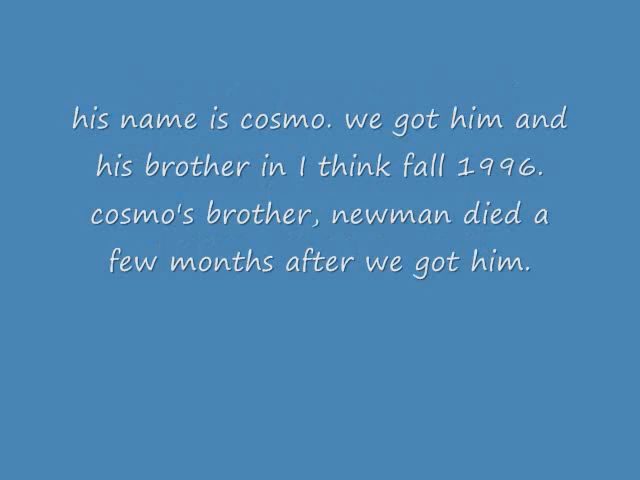 his name is cosmo. we got him and
his brother in I think fall 1996.
cosmo's brother, newman died a
few months after we got him.